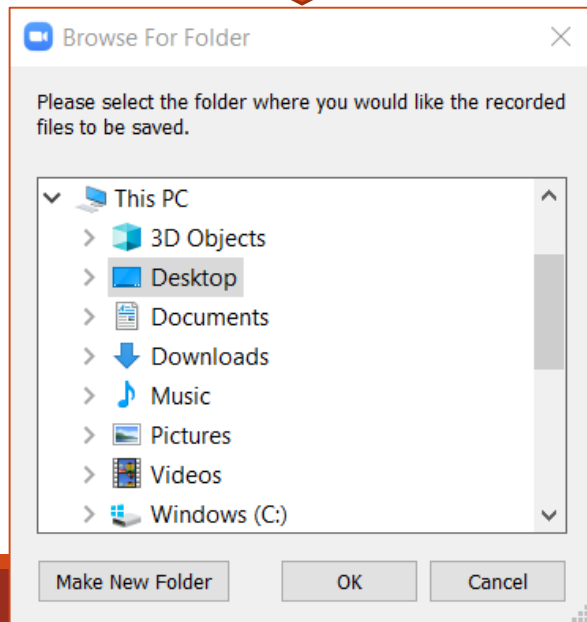 Browse For Folder
Please select the folder where you would like the recorded
files to be saved.
This PC
3D Objects
Desktop
Documents
Downloads
Music
Pictures
Videos
Windows (C:)
Make New Folder OK Cancel